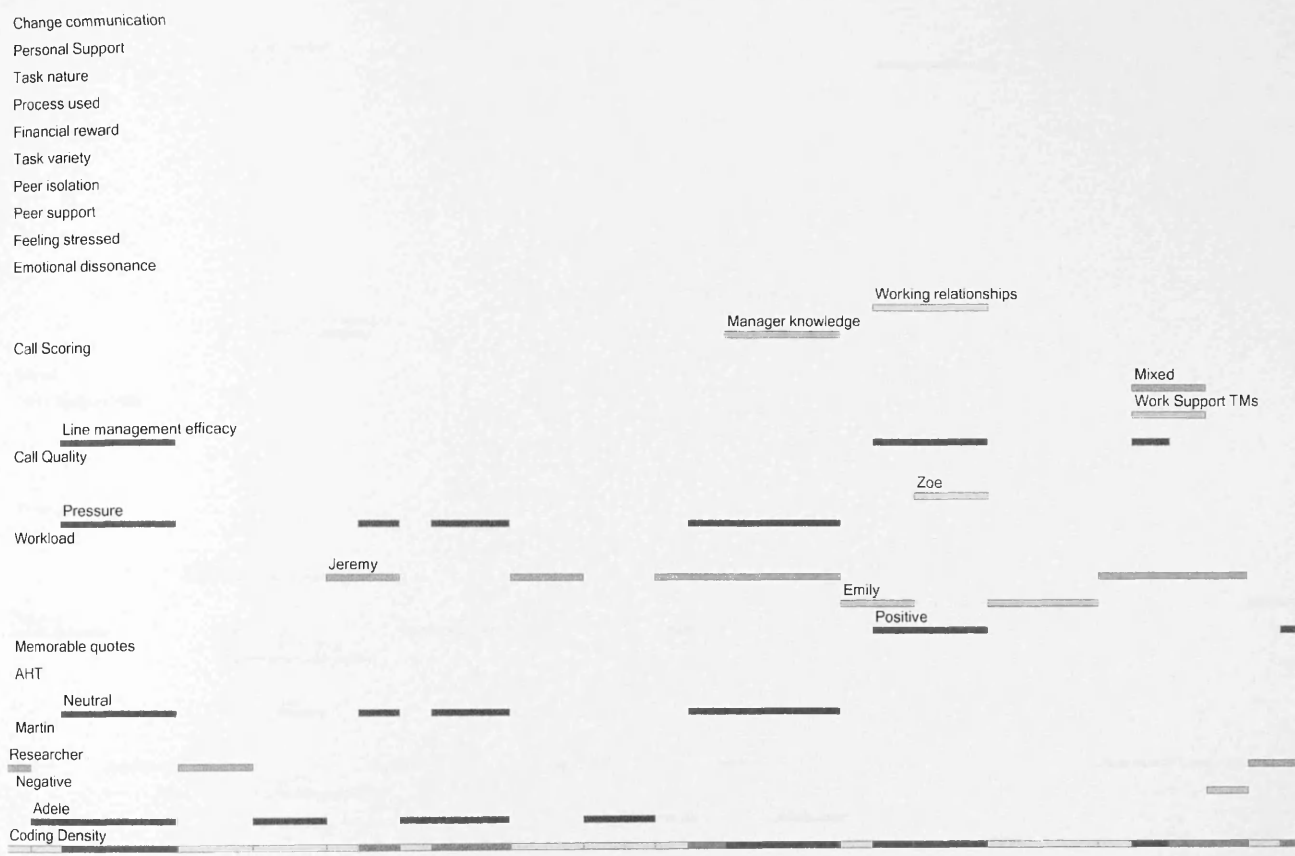 Change communication
Personal Support
Task nature
Process used
Financial reward
Task variety
Peer isolation
Peer support
Feeling stressed
Emotional dissonance
Working relationships
Manager knowledge
Call Scoring
Mixed
Work Support TMs
Line management efficacy
Call Quality
Zoe
Pressure
Workload
Jeremy
Emily
Positive
Memorable quotes
AHT
Neutral
Martin
Researcher
Negative
Adele
Coding Density